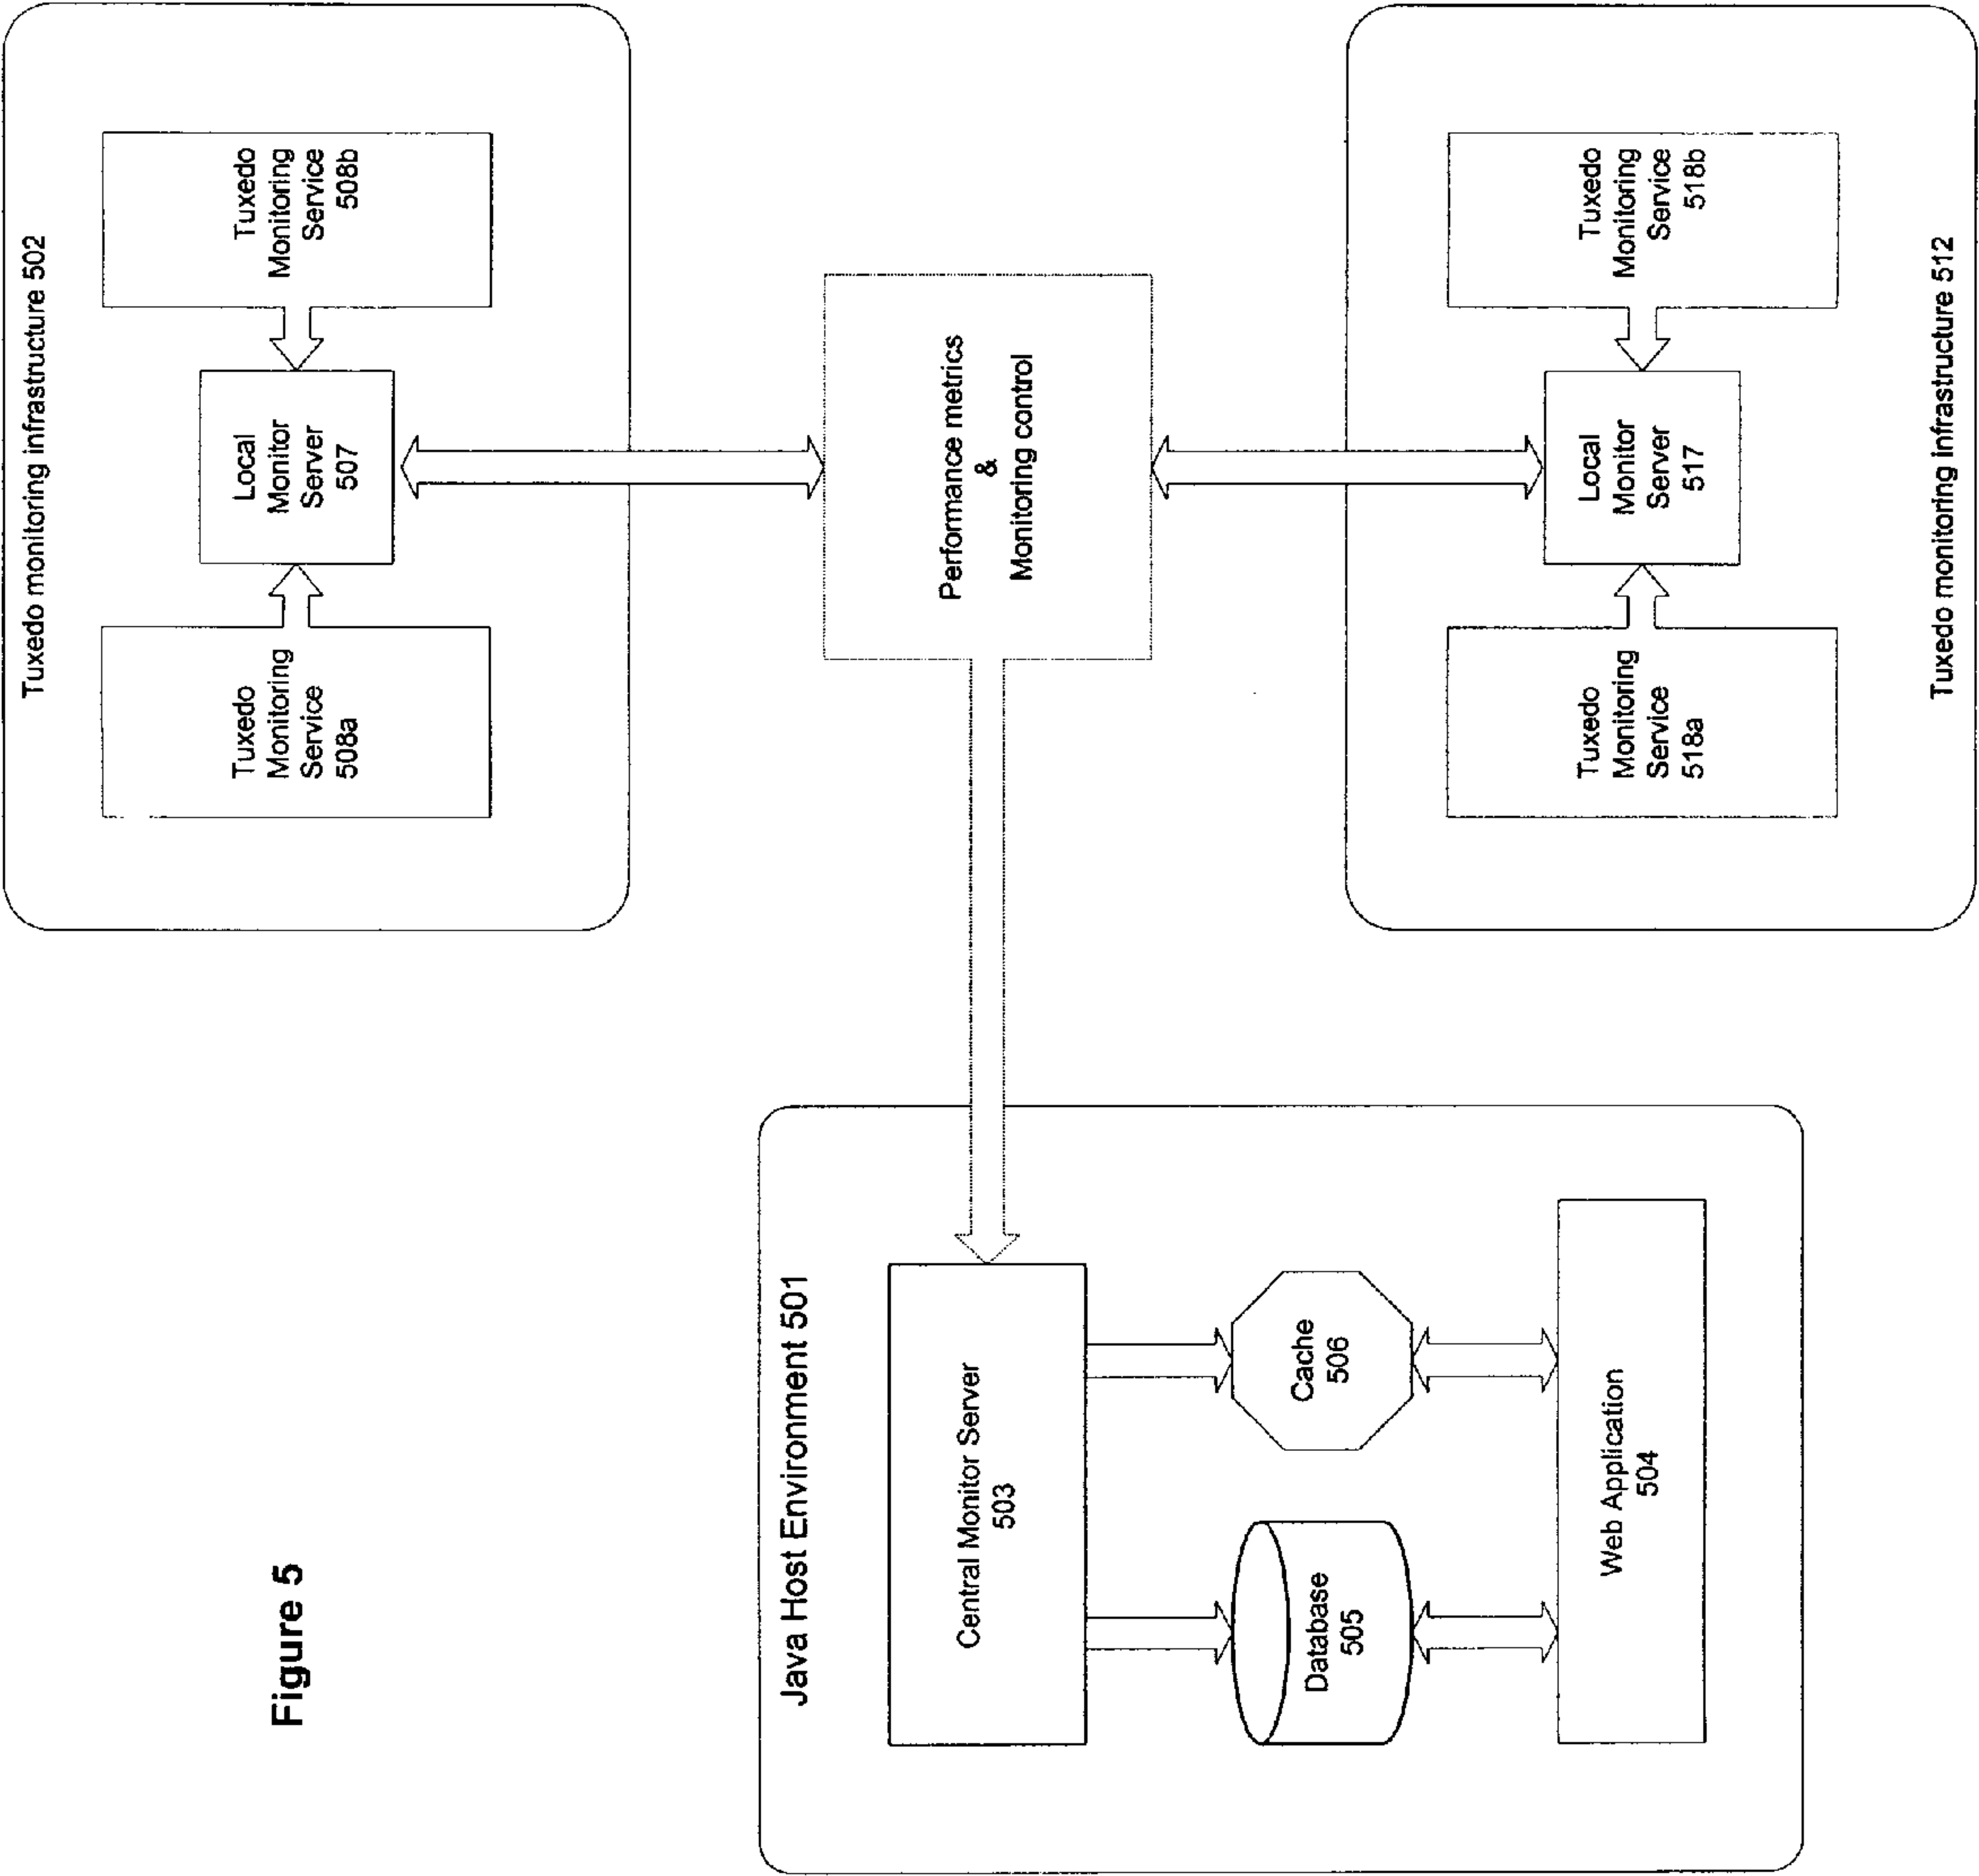 Figure 5
Java Host Environment 501
Central Monitor Server
503
Database
505
Cache
506
Web Application
504
Tuxedo monitoring infrastructure 502
Tuxedo
Monitoring
Service
508a
Local
Monitor
Server
507
Tuxedo
Monitoring
Service
508b
Performance metrics
&
Monitoring control
Tuxedo
Monitoring
Service
518a
Local
Monitor
Server
517
Tuxedo
Monitoring
Service
518b
Tuxedo monitoring infrastructure 512